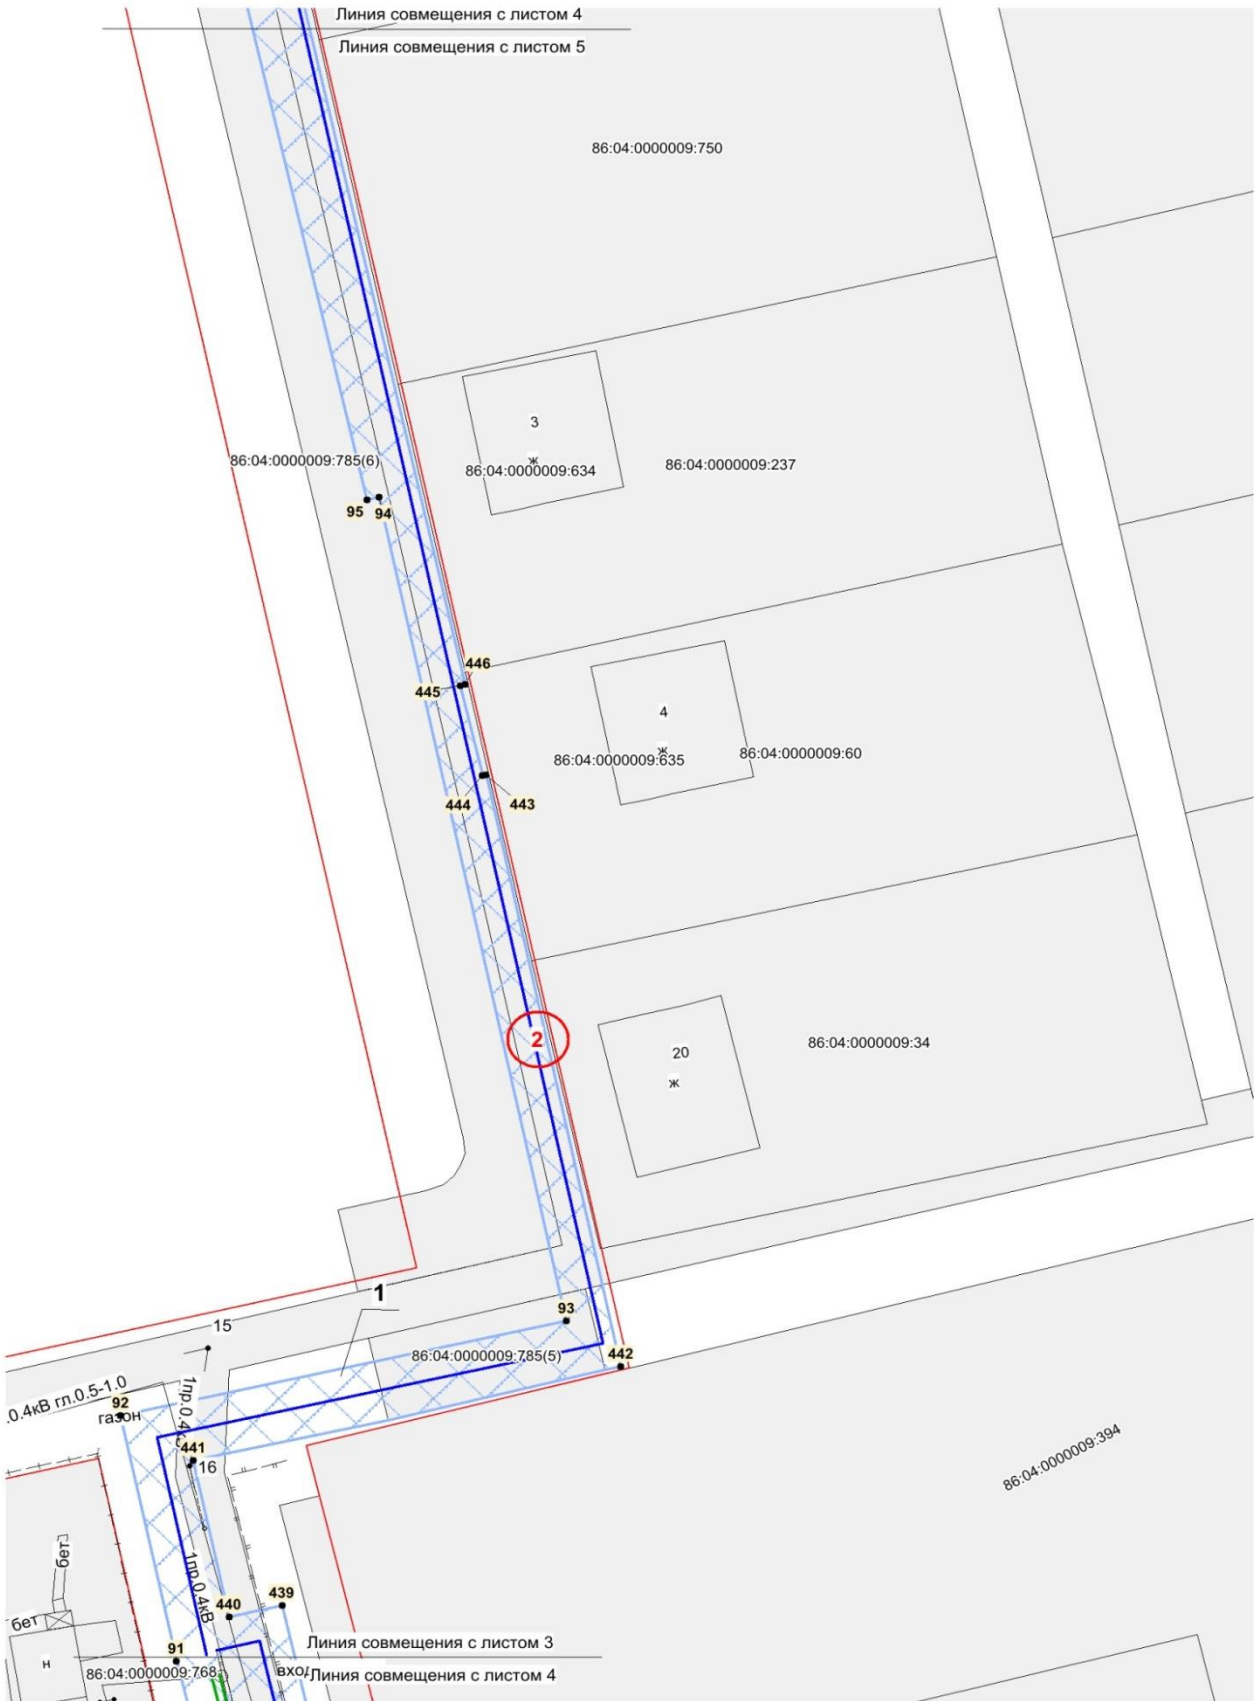 Линия совмещения с листом 4
Линия совмещения с листом 5
86:04:0000009:750
3
ж
86:04:0000009:785(6)
86:04:0000009:634
86:04:0000009:237
95
94
446
445
4
ж
86:04:0000009:635
86:04:0000009:60
444
443
2
20
ж
86:04:0000009:34
1
93
15
442
86:04:0000009:785(5)
.0.4кВ гл.0.5-1.0
92
газон
1пр.0.4к
441
16
86:04:0000009:394
бет
1пр.0.4кВ
439
440
бет
91
Линия совмещения с листом 3
н
86:04:0000009:768
вход
Линия совмещения с листом 4